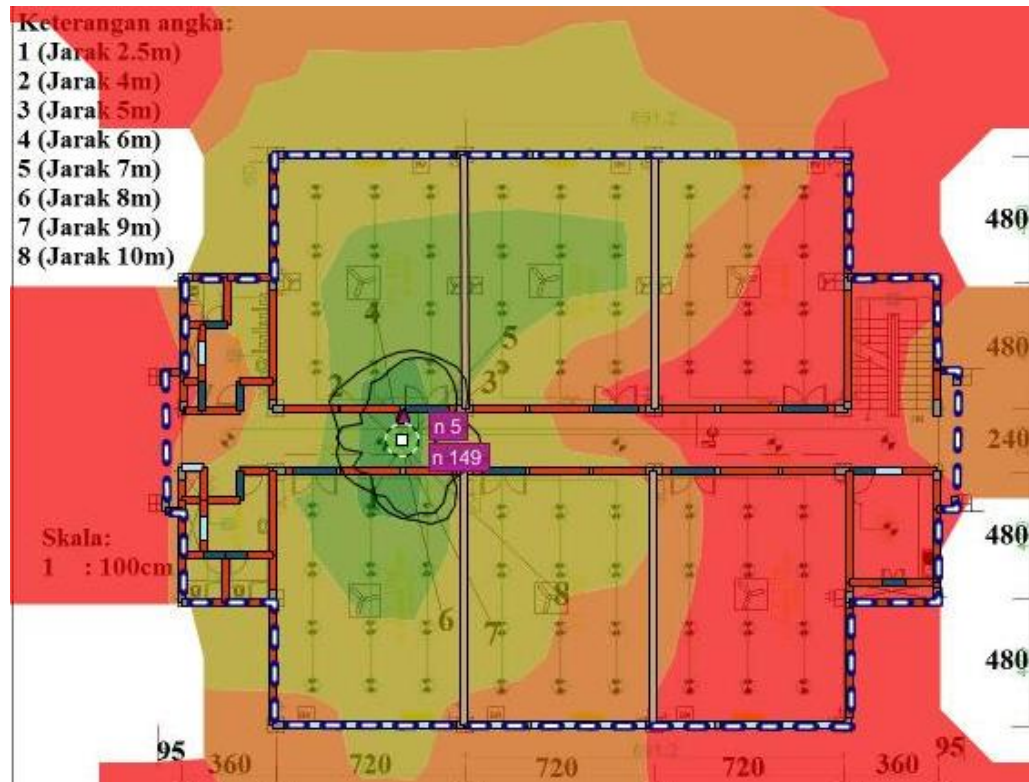 Keterangan angka:
1 (Jarak 2.5m)
2 (Jarak 4m)
3 (Jarak 5m)
4 (Jarak 6m)
5 (Jarak 7m)
6 (Jarak 8m)
7 (Jarak 9m)
8 (Jarak 10m)
691.2
480
480
4
5
2
3
n 5
240
n 149
480
Skala:
1 : 100cm
8
6
7
480
95
360
720
720
720
360
95